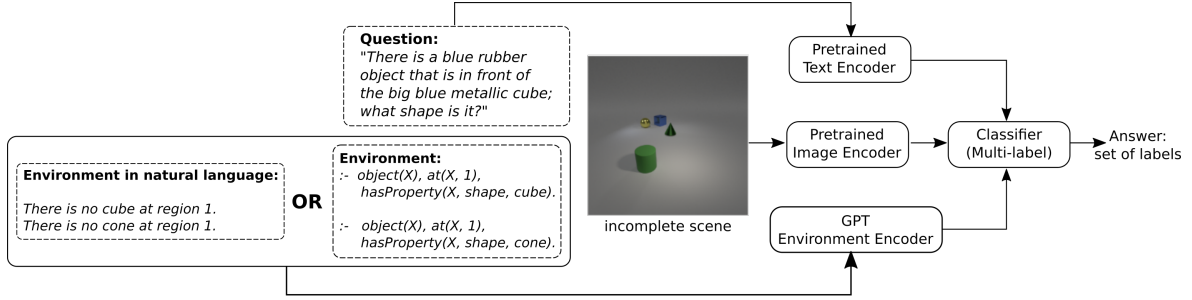 Question:
"There is a blue rubber
object that is in front of
the big blue metallic cube;
what shape is it?"
Environment in natural language:
There is no cube at region 1.
There is no cone at region 1.
OR
Environment:
:- object(X), at(X, 1),
hasProperty(X, shape, cube).
:- object(X), at(X, 1),
hasProperty(X, shape, cone).
incomplete scene
Pretrained
Text Encoder
Pretrained
Image Encoder
GPT
Environment Encoder
Classifier
(Multi-label)
Answer:
set of labels